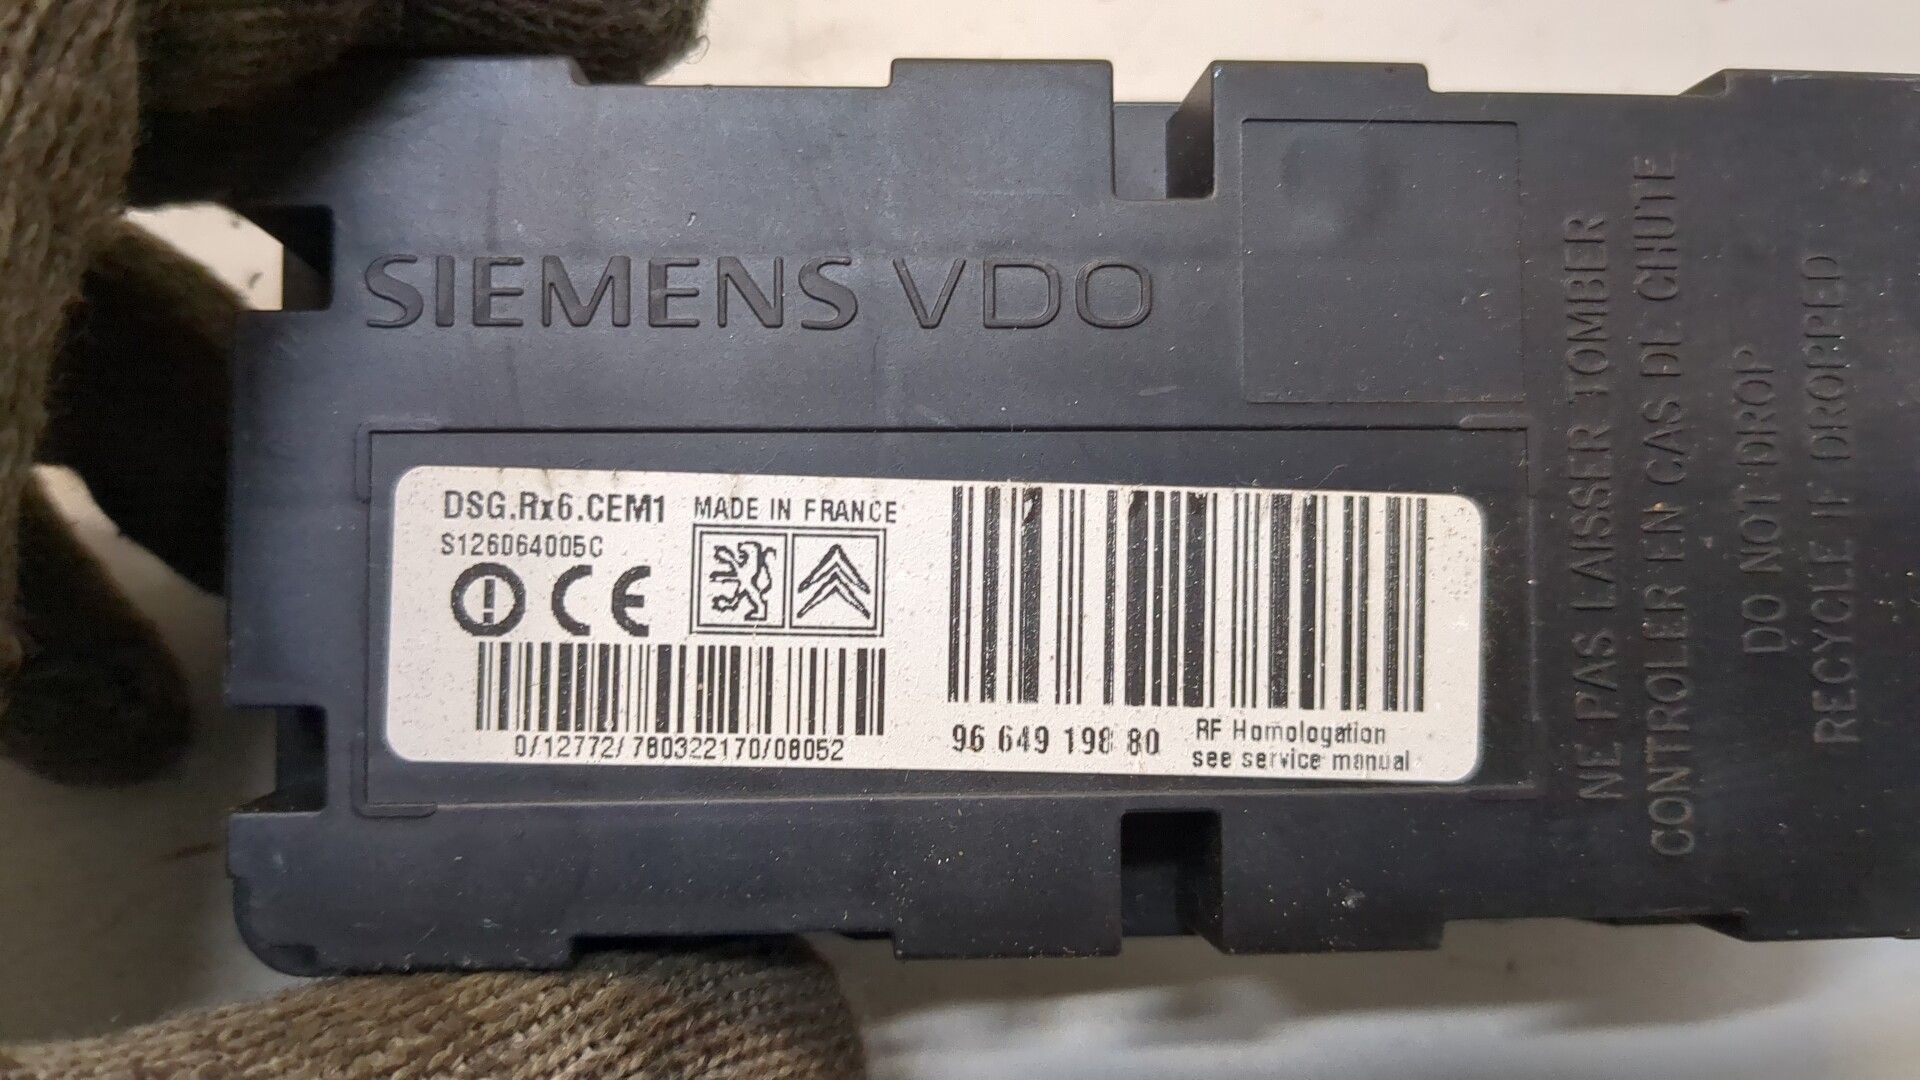 SIEMENS VDO
DSG.Rx6.CEM1 MADE IN FRANCE
S126064005C
CE
0/12772/780322170/08052
96 649 198 80
RF Homologation
see service manual
NE PAS LAISSER TOMBER
CONTROLER EN CAS DE CHUTE
DO NOT DROP
RECYCLE IF DROPPED